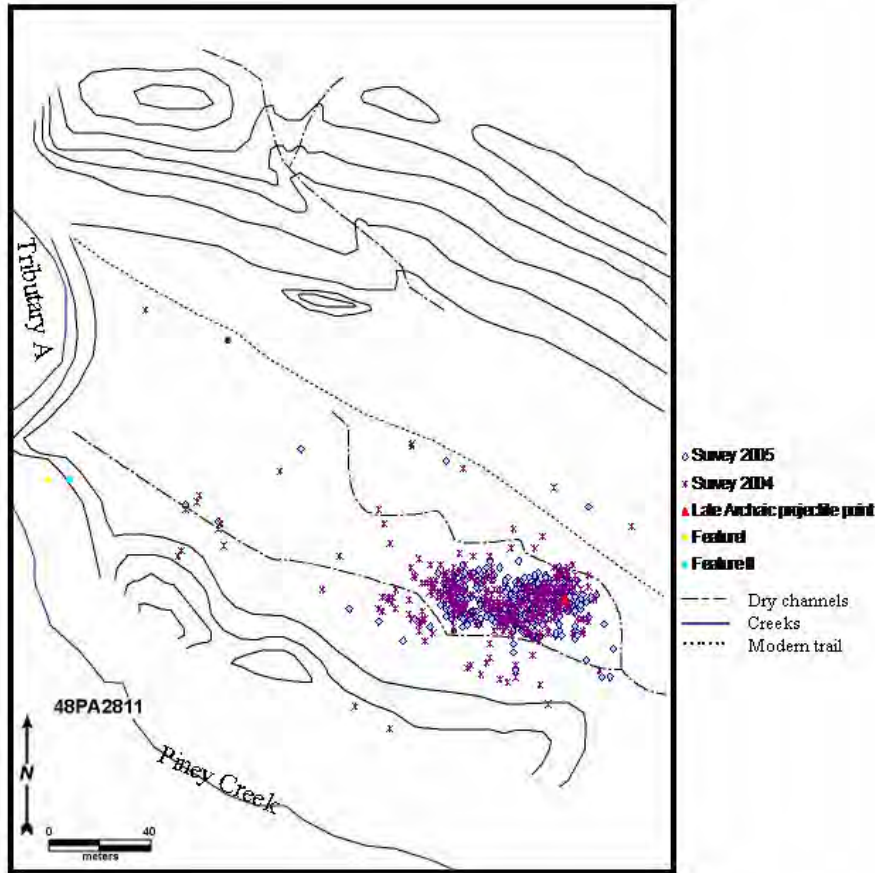 Tributary A
Survey 2005
Survey 2004
Late Archaic projectile point
Feature I
Feature II
Dry channels
Creeks
Modern trail
48PA2811
Piney Creek
N
0 40
meters